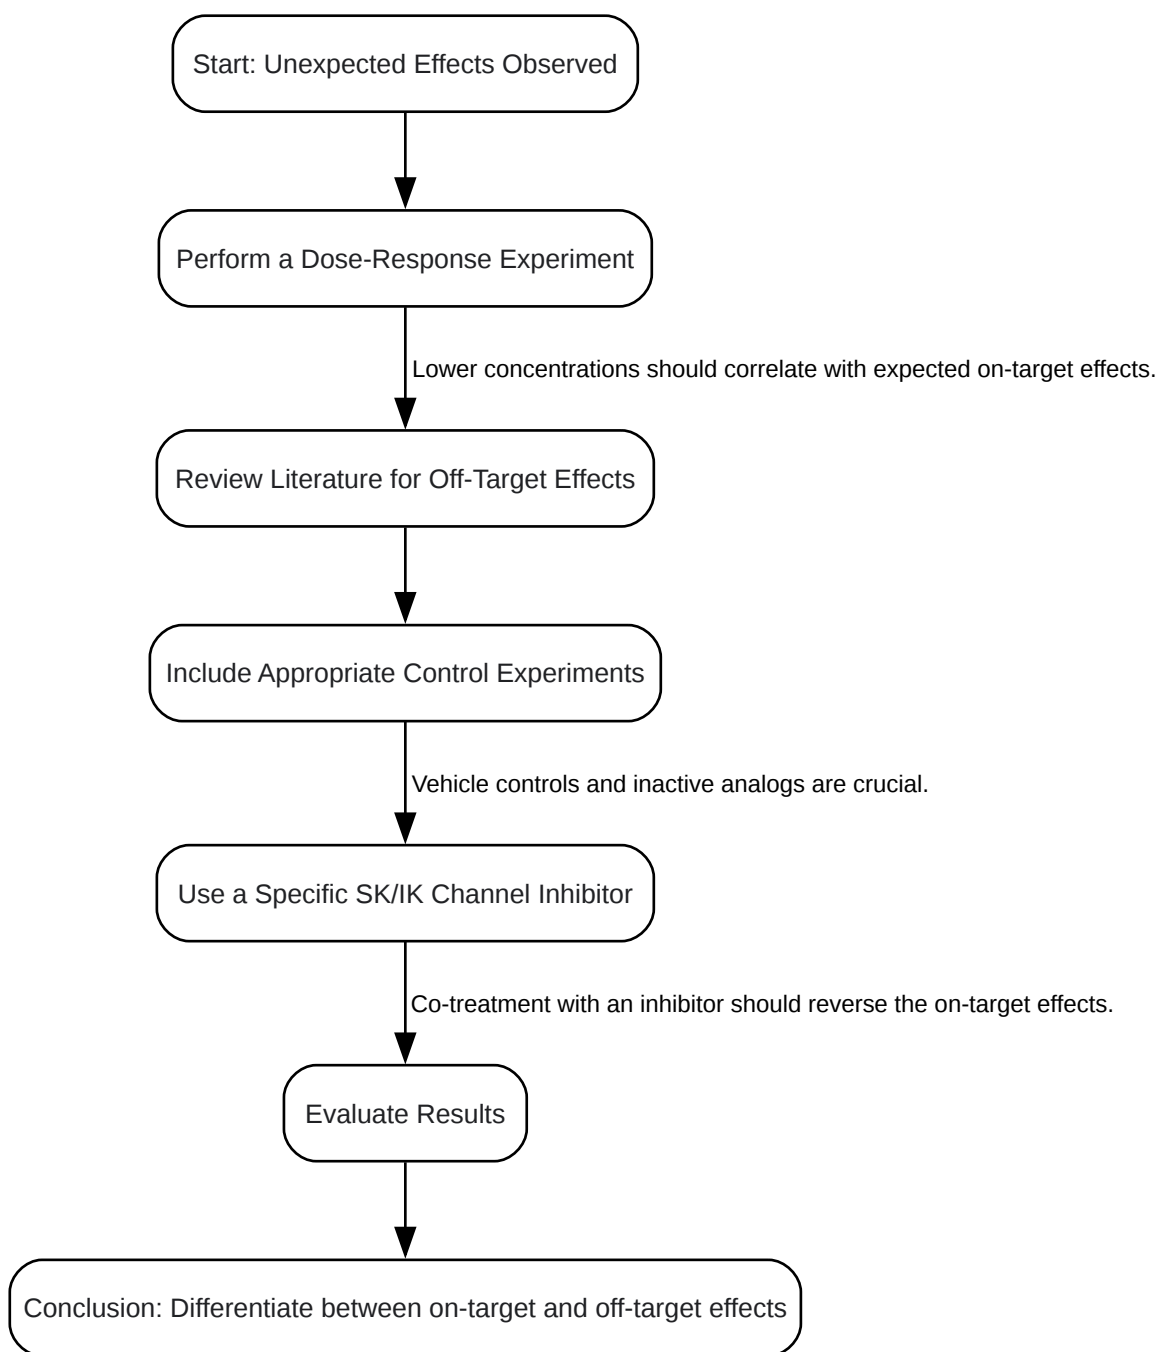 Start: Unexpected Effects Observed
Perform a Dose-Response Experiment
Lower concentrations should correlate with expected on-target effects.
Review Literature for Off-Target Effects
Include Appropriate Control Experiments
Vehicle controls and inactive analogs are crucial.
Use a Specific SK/IK Channel Inhibitor
Co-treatment with an inhibitor should reverse the on-target effects.
Evaluate Results
Conclusion: Differentiate between on-target and off-target effects